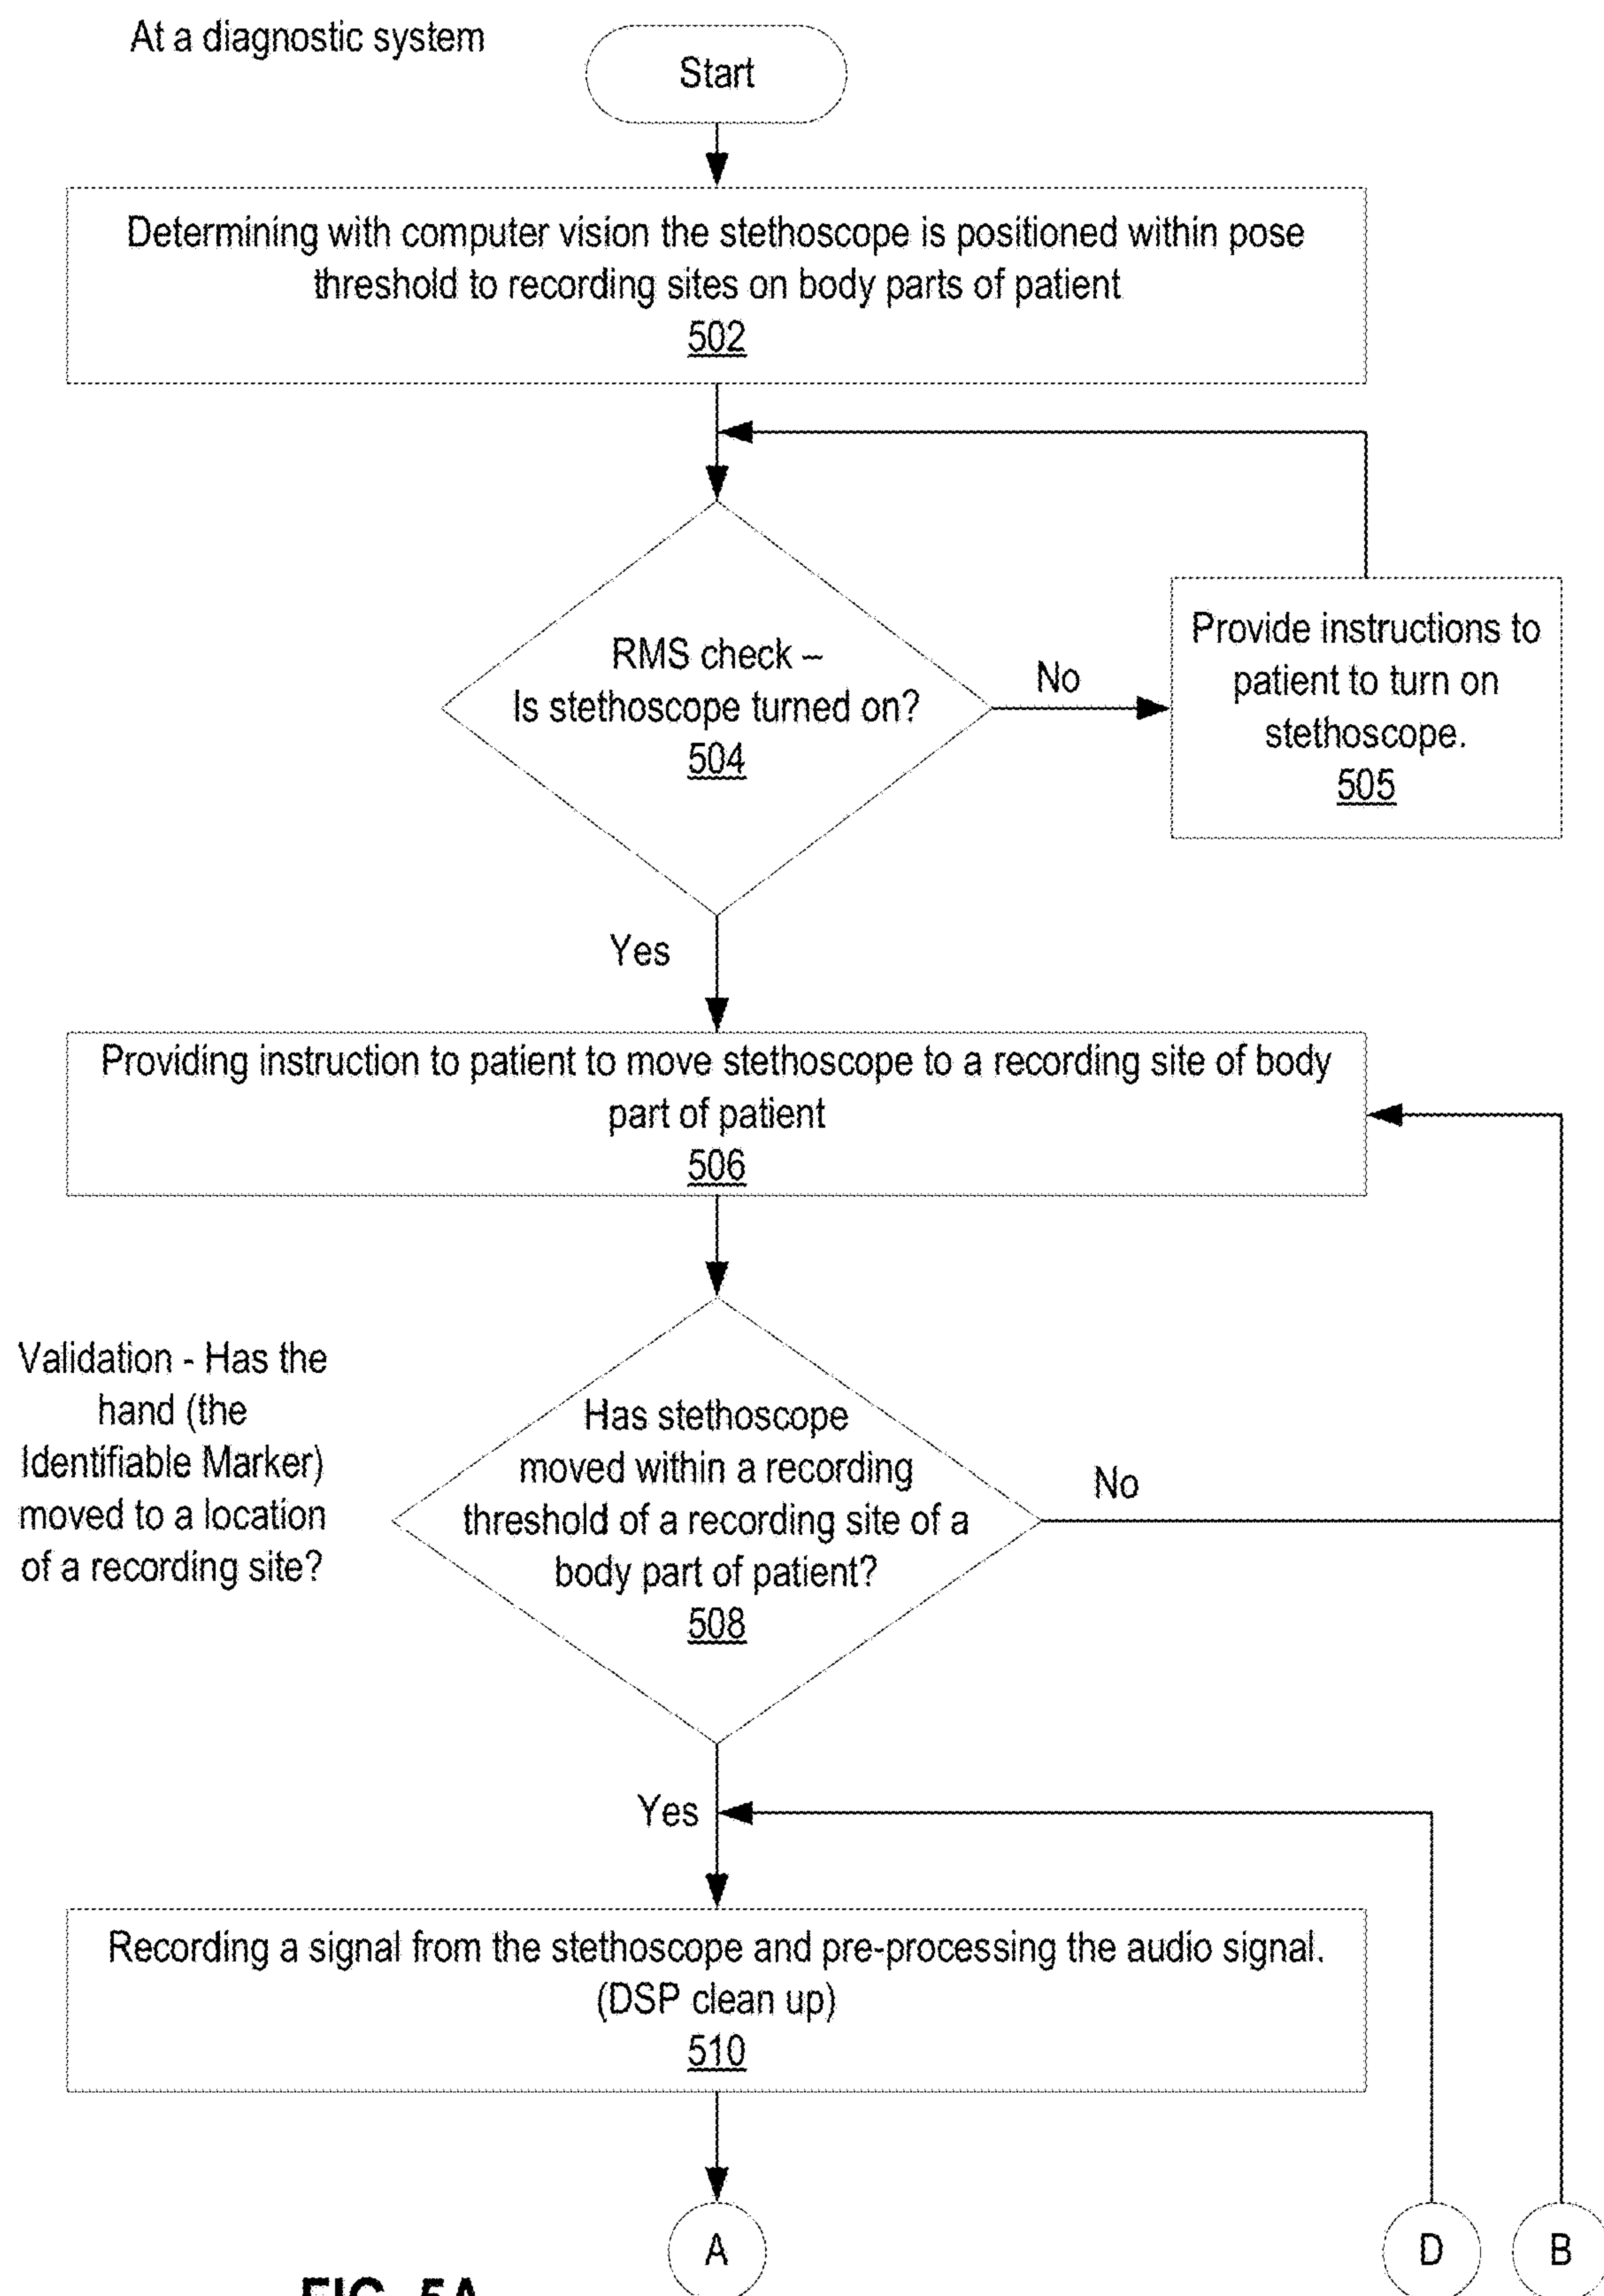 At a diagnostic system
Start
Determining with computer vision the stethoscope is positioned within pose
threshold to recording sites on body parts of patient
502
RMS check –
Is stethoscope turned on?
504
No
Provide instructions to
patient to turn on
stethoscope.
505
Yes
Providing instruction to patient to move stethoscope to a recording site of body
part of patient
506
Validation - Has the
hand (the
Identifiable Marker)
moved to a location
of a recording site?
Has stethoscope
moved within a recording
threshold of a recording site of a
body part of patient?
508
No
Yes
Recording a signal from the stethoscope and pre-processing the audio signal.
(DSP clean up)
510
A
D
B
FIG. 5A